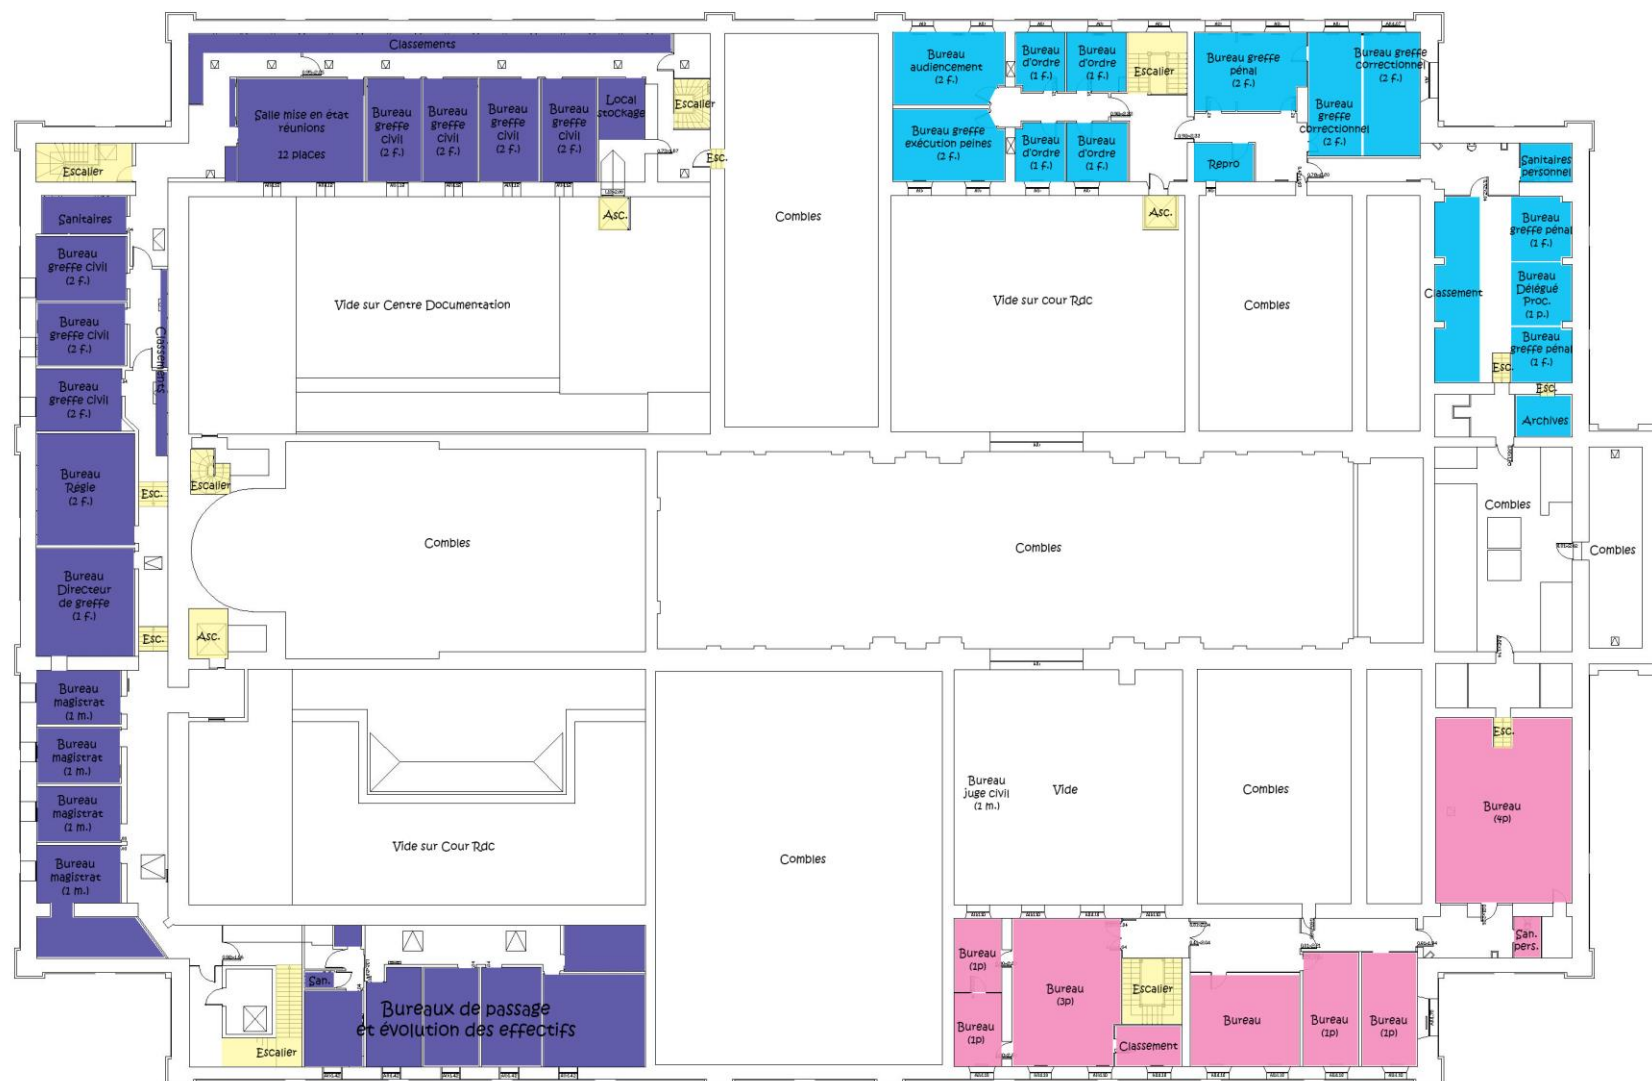 Classements
Salle mise en état
réunions
12 places
Bureau
greffe
civil
(2 f.)
Bureau
greffe
civil
(2 f.)
Bureau
greffe
civil
(2 f.)
Bureau
greffe
civil
(2 f.)
Local
stockage
Escalier
Esc.
Escalier
Asc.
Combles
Bureau
audiencement
(2 f.)
Bureau
d'ordre
(1 f.)
Bureau
d'ordre
(1 f.)
Escalier
Bureau greffe
pénal
(2 f.)
Bureau greffe
correctionnel
(2 f.)
Bureau
greffe
correctionnel
(2 f.)
Bureau greffe
exécution peines
(2 f.)
Bureau
d'ordre
(1 f.)
Bureau
d'ordre
(1 f.)
Repro
Sanitaires
personnel
Asc.
Sanitaires
Bureau
greffe civil
(2 f.)
Bureau
greffe civil
(2 f.)
Bureau
greffe civil
(2 f.)
Classements
Vide sur Centre Documentation
Vide sur cour Rdc
Combles
Classement
Bureau
greffe pénal
(1 f.)
Bureau
Délégué
Proc.
(1 p.)
Bureau
greffe pénal
(1 f.)
Esc.
Esc.
Archives
Bureau
Régie
(2 f.)
Esc.
Escalier
Combles
Combles
Combles
Combles
Bureau
Directeur
de greffe
(1 f.)
Esc.
Asc.
Bureau
magistrat
(1 m.)
Bureau
magistrat
(1 m.)
Bureau
magistrat
(1 m.)
Bureau
magistrat
(1 m.)
Vide sur Cour Rdc
Combles
Bureau
juge civil
(1 m.)
Vide
Combles
Esc.
Bureau
(4p)
San.
pers.
San.
Bureaux de passage
et évolution des effectifs
Escalier
Bureau
(1p)
Bureau
(1p)
Bureau
(3p)
Escalier
Classement
Bureau
Bureau
(1p)
Bureau
(1p)